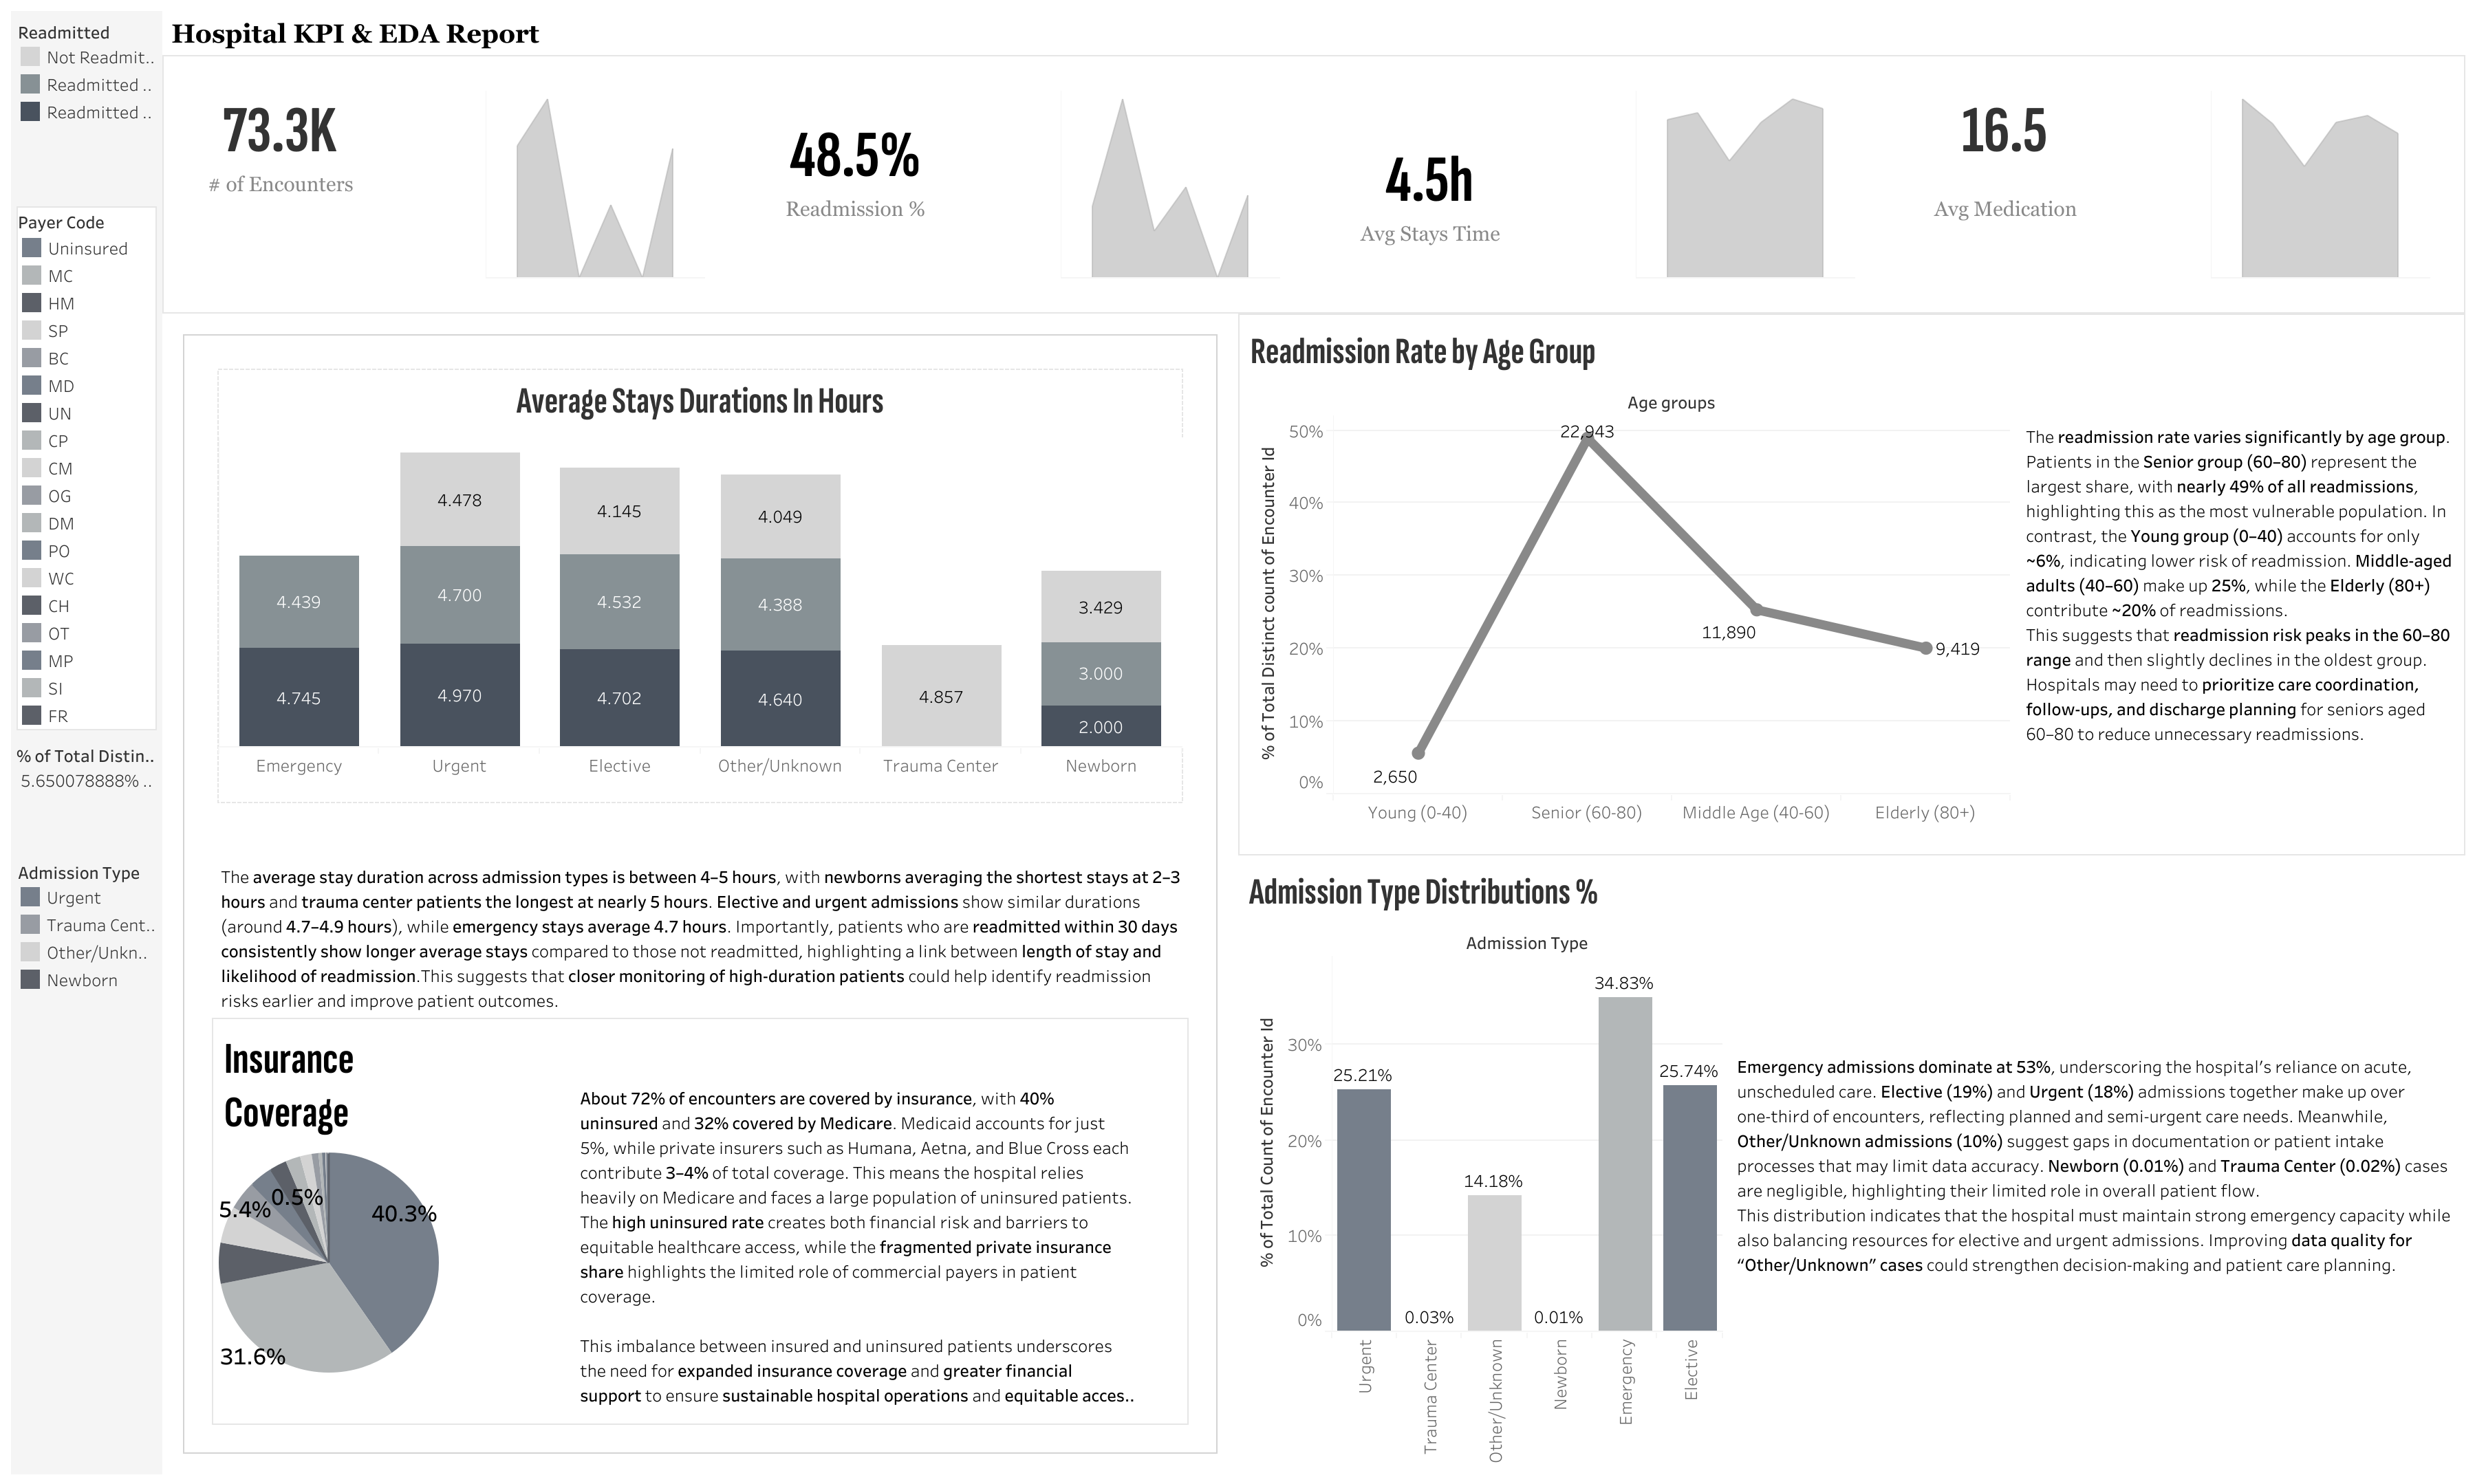 Hospital KPI & EDA Report
Readmitted
Not Readmit..
Readmitted ..
Readmitted ..
Payer Code
Uninsured
MC
HM
SP
BC
MD
UN
CP
CM
OG
DM
PO
WC
CH
OT
MP
SI
FR
% of Total Distin..
5.650078888% ..
Admission Type
Urgent
Trauma Cent..
Other/Unkn..
Newborn
73.3K
# of Encounters
48.5%
Readmission %
4.5h
Avg Stays Time
16.5
Avg Medication
Average Stays Durations In Hours
4.478
4.145
4.049
4.439
4.700
4.532
4.388
3.429
3.000
4.745
4.970
4.702
4.640
4.857
2.000
Emergency
Urgent
Elective
Other/Unknown
Trauma Center
Newborn
The average stay duration across admission types is between 4–5 hours, with newborns averaging the shortest stays at 2–3
hours and trauma center patients the longest at nearly 5 hours. Elective and urgent admissions show similar durations
(around 4.7–4.9 hours), while emergency stays average 4.7 hours. Importantly, patients who are readmitted within 30 days
consistently show longer average stays compared to those not readmitted, highlighting a link between length of stay and
likelihood of readmission.This suggests that closer monitoring of high-duration patients could help identify readmission
risks earlier and improve patient outcomes.
Insurance
Coverage
5.4%
0.5%
40.3%
31.6%
About 72% of encounters are covered by insurance, with 40%
uninsured and 32% covered by Medicare. Medicaid accounts for just
5%, while private insurers such as Humana, Aetna, and Blue Cross each
contribute 3–4% of total coverage. This means the hospital relies
heavily on Medicare and faces a large population of uninsured patients.
The high uninsured rate creates both financial risk and barriers to
equitable healthcare access, while the fragmented private insurance
share highlights the limited role of commercial payers in patient
coverage.
This imbalance between insured and uninsured patients underscores
the need for expanded insurance coverage and greater financial
support to ensure sustainable hospital operations and equitable acces..
Readmission Rate by Age Group
Age groups
% of Total Distinct count of Encounter Id
50%
40%
30%
20%
10%
0%
22,943
11,890
9,419
2,650
Young (0-40)
Senior (60-80)
Middle Age (40-60)
Elderly (80+)
The readmission rate varies significantly by age group.
Patients in the Senior group (60–80) represent the
largest share, with nearly 49% of all readmissions,
highlighting this as the most vulnerable population. In
contrast, the Young group (0–40) accounts for only
~6%, indicating lower risk of readmission. Middle-aged
adults (40–60) make up 25%, while the Elderly (80+)
contribute ~20% of readmissions.
This suggests that readmission risk peaks in the 60–80
range and then slightly declines in the oldest group.
Hospitals may need to prioritize care coordination,
follow-ups, and discharge planning for seniors aged
60–80 to reduce unnecessary readmissions.
Admission Type Distributions %
Admission Type
% of Total Count of Encounter Id
30%
20%
10%
0%
25.21%
0.03%
14.18%
0.01%
34.83%
25.74%
Urgent
Trauma Center
Other/Unknown
Newborn
Emergency
Elective
Emergency admissions dominate at 53%, underscoring the hospital’s reliance on acute,
unscheduled care. Elective (19%) and Urgent (18%) admissions together make up over
one-third of encounters, reflecting planned and semi-urgent care needs. Meanwhile,
Other/Unknown admissions (10%) suggest gaps in documentation or patient intake
processes that may limit data accuracy. Newborn (0.01%) and Trauma Center (0.02%) cases
are negligible, highlighting their limited role in overall patient flow.
This distribution indicates that the hospital must maintain strong emergency capacity while
also balancing resources for elective and urgent admissions. Improving data quality for
“Other/Unknown” cases could strengthen decision-making and patient care planning.